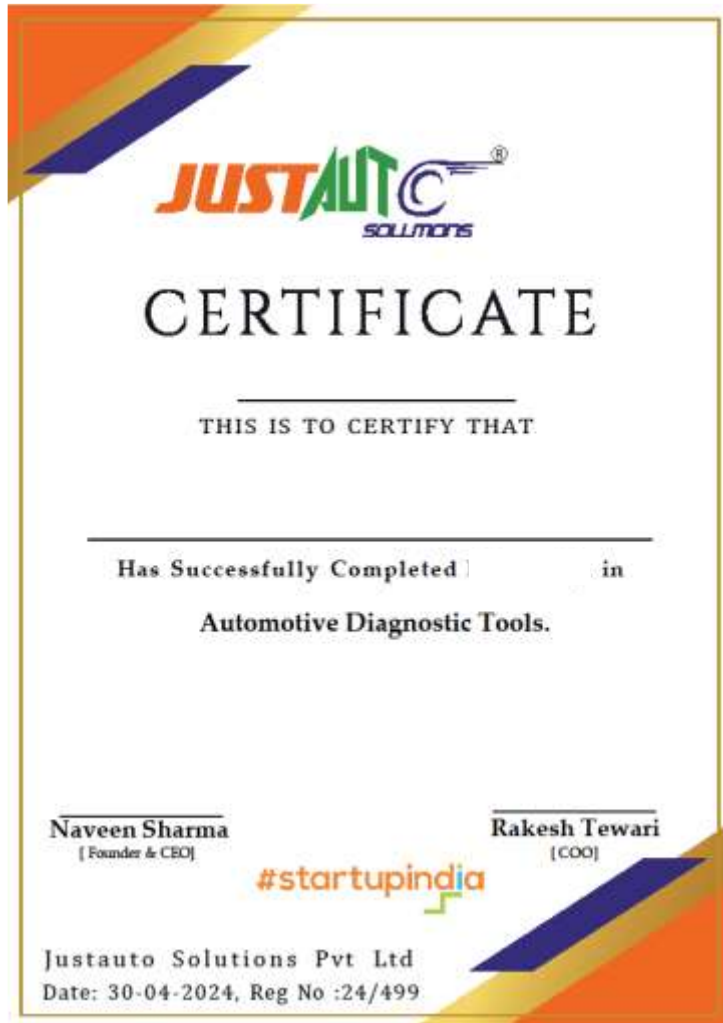 JUSTAUTO ®
SOLUTIONS
CERTIFICATE
THIS IS TO CERTIFY THAT
Has Successfully Completed in
Automotive Diagnostic Tools.
Naveen Sharma
[ Founder & CEO]
Rakesh Tewari
[COO]
#startupindia
Justauto Solutions Pvt Ltd
Date: 30-04-2024, Reg No :24/499